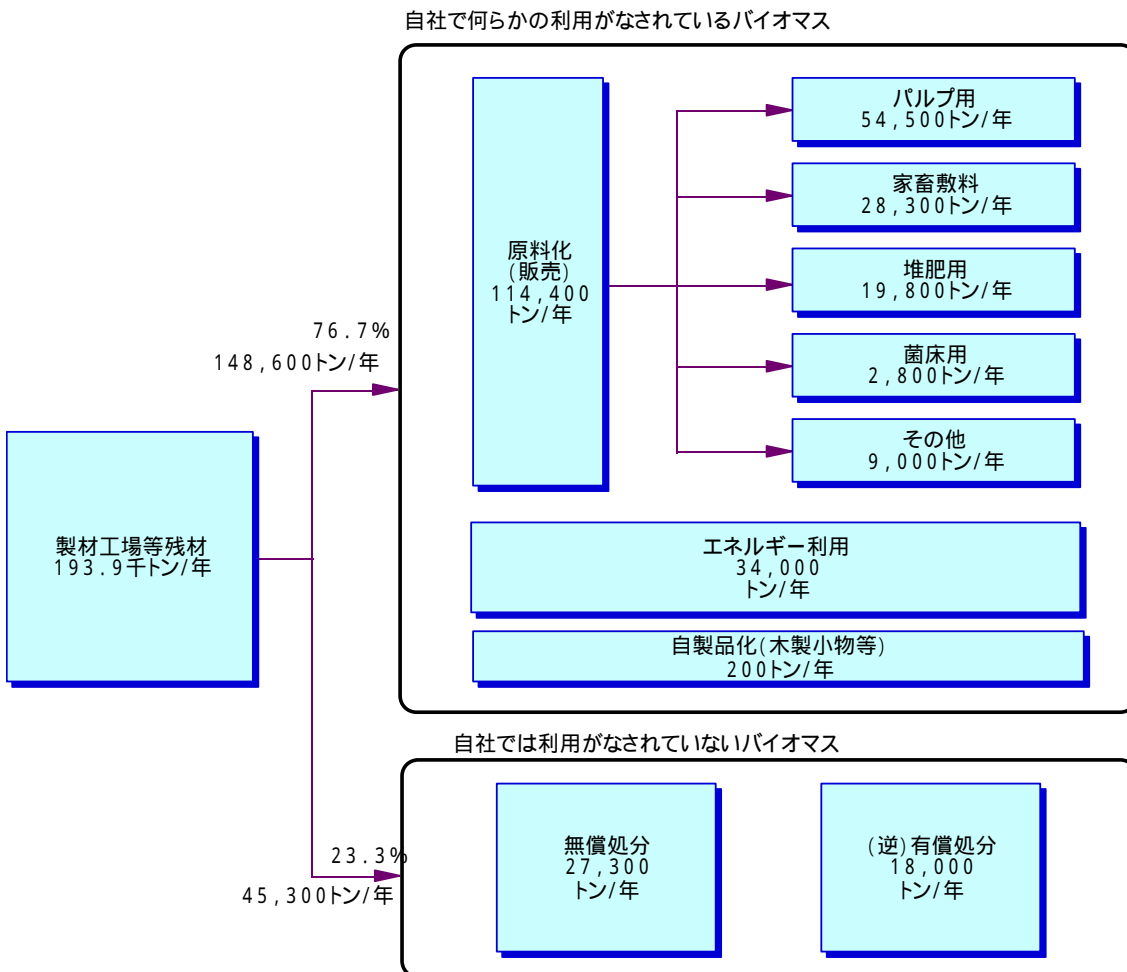 自社で何らかの利用がなされているバイオマス
パルプ用
54,500トン/年
家畜敷料
28,300トン/年
原料化
(販売)
114,400
トン/年
堆肥用
19,800トン/年
菌床用
2,800トン/年
その他
9,000トン/年
76.7%
148,600トン/年
製材工場等残材
193.9千トン/年
エネルギー利用
34,000
トン/年
自製品化(木製小物等)
200トン/年
自社では利用がなされていないバイオマス
23.3%
45,300トン/年
無償処分
27,300
トン/年
(逆)有償処分
18,000
トン/年